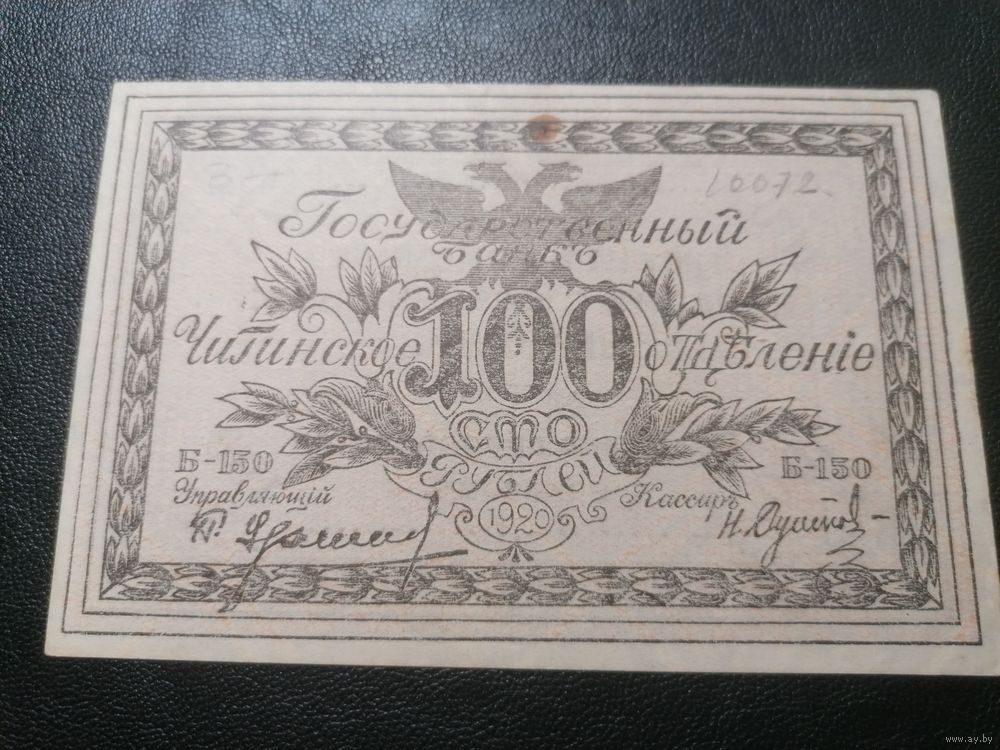 10072
Государственный
Банкъ
100
Читинское отдѣленіе
СТО
РУБЛЕЙ
Б-150 Б-150
Управляющій Кассиръ
1920
www.ay.by